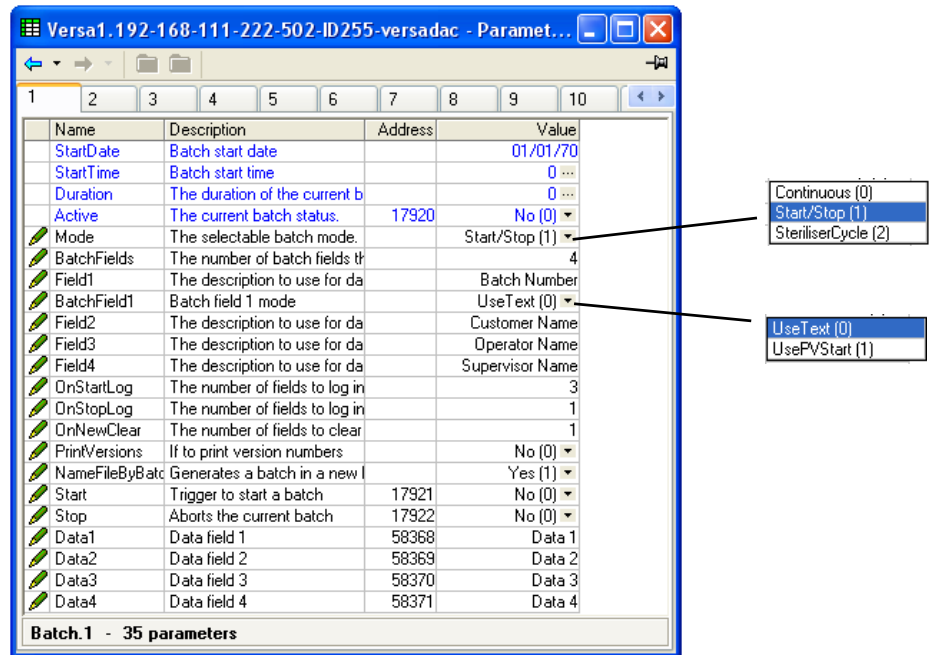 Versa1.192-168-111-222-502-ID255-versadac - Paramet...
1 2 3 4 5 6 7 8 9 10
Name Description Address Value
StartDate Batch start date 01/01/70
StartTime Batch start time 0 ...
Duration The duration of the current b 0 ...
Active The current batch status. 17920 No (0)
Mode The selectable batch mode. Start/Stop (1)
BatchFields The number of batch fields th 4
Field1 The description to use for da Batch Number
BatchField1 Batch field 1 mode UseText (0)
Field2 The description to use for da Customer Name
Field3 The description to use for da Operator Name
Field4 The description to use for da Supervisor Name
OnStartLog The number of fields to log in 3
OnStopLog The number of fields to log in 1
OnNewClear The number of fields to clear 1
PrintVersions If to print version numbers No (0)
NameFileByBatc Generates a batch in a new l Yes (1)
Start Trigger to start a batch 17921 No (0)
Stop Aborts the current batch 17922 No (0)
Data1 Data field 1 58368 Data 1
Data2 Data field 2 58369 Data 2
Data3 Data field 3 58370 Data 3
Data4 Data field 4 58371 Data 4
Batch.1 - 35 parameters
Continuous (0)
Start/Stop (1)
SteriliserCycle (2)
UseText (0)
UsePVStart (1)